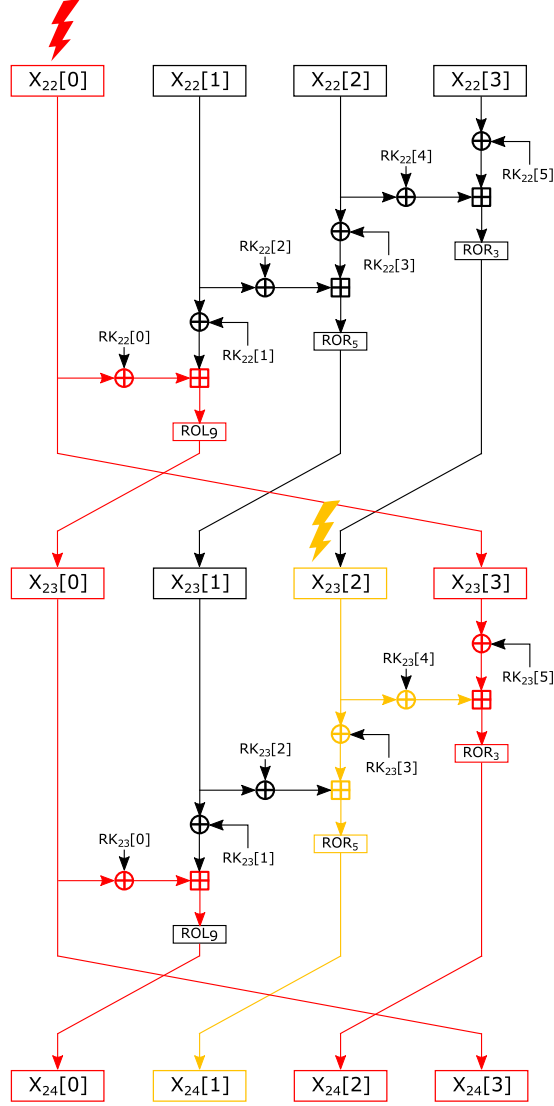 X₂₂[0] X₂₂[1] X₂₂[2] X₂₂[3]
RK₂₂[4]
RK₂₂[5]
RK₂₂[2]
ROR₃
RK₂₂[3]
RK₂₂[0]
ROR₅
RK₂₂[1]
ROL₉
X₂₃[0] X₂₃[1] X₂₃[2] X₂₃[3]
RK₂₃[4]
RK₂₃[5]
RK₂₃[2]
ROR₃
RK₂₃[3]
RK₂₃[0]
ROR₅
RK₂₃[1]
ROL₉
X₂₄[0] X₂₄[1] X₂₄[2] X₂₄[3]